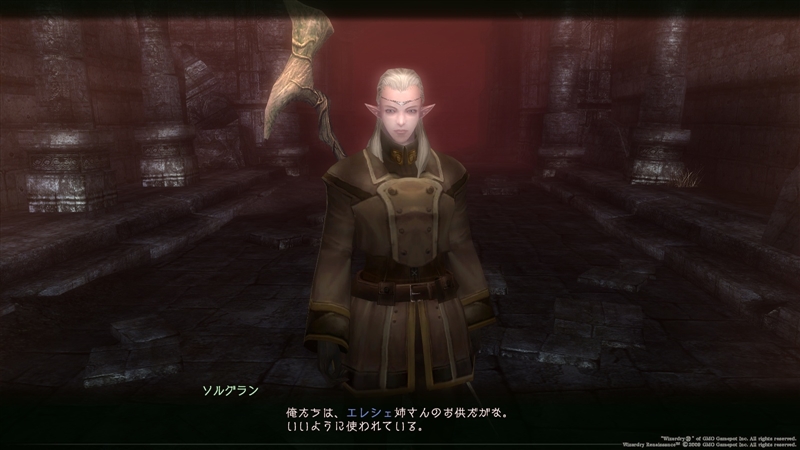 ソルグラン
俺たちは、エレシェ姉さんのお供だがな。
いいように使われている。
"Wizardry®" of GMO Gamepot Inc. All rights reserved.
Wizardry Renaissance™ ©2009 GMO Gamepot Inc. All rights reserved.